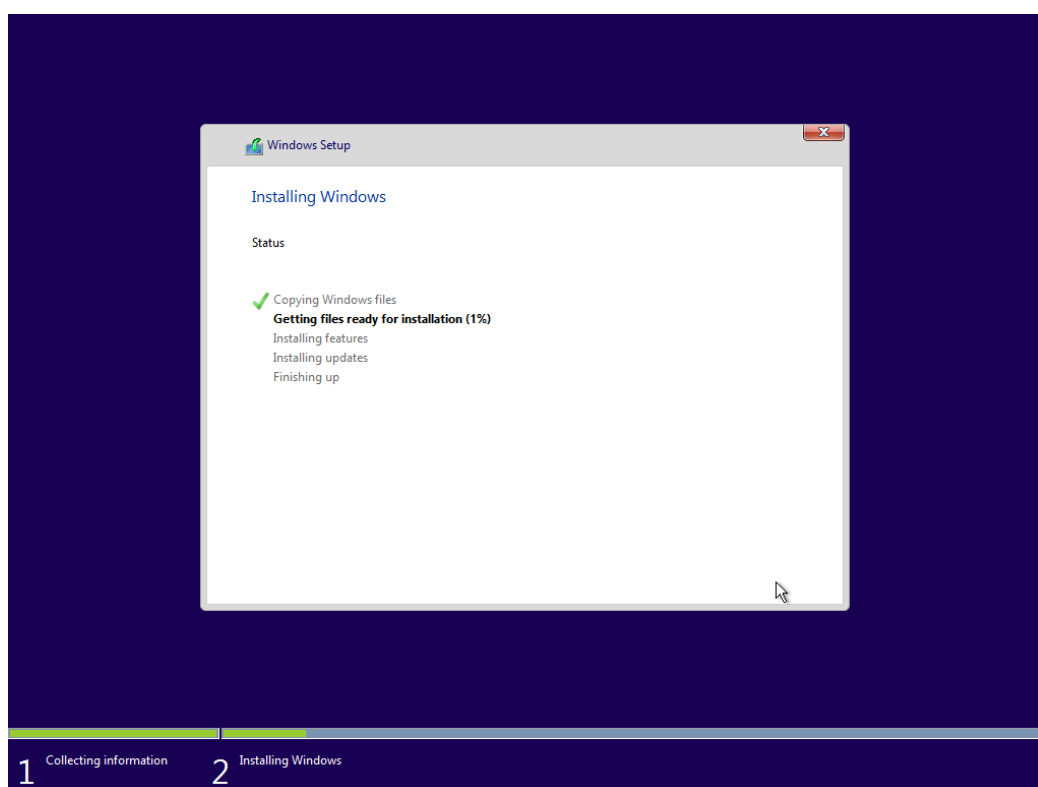 Windows Setup
Installing Windows
Status
Copying Windows files
Getting files ready for installation (1%)
Installing features
Installing updates
Finishing up
1 Collecting information 2 Installing Windows